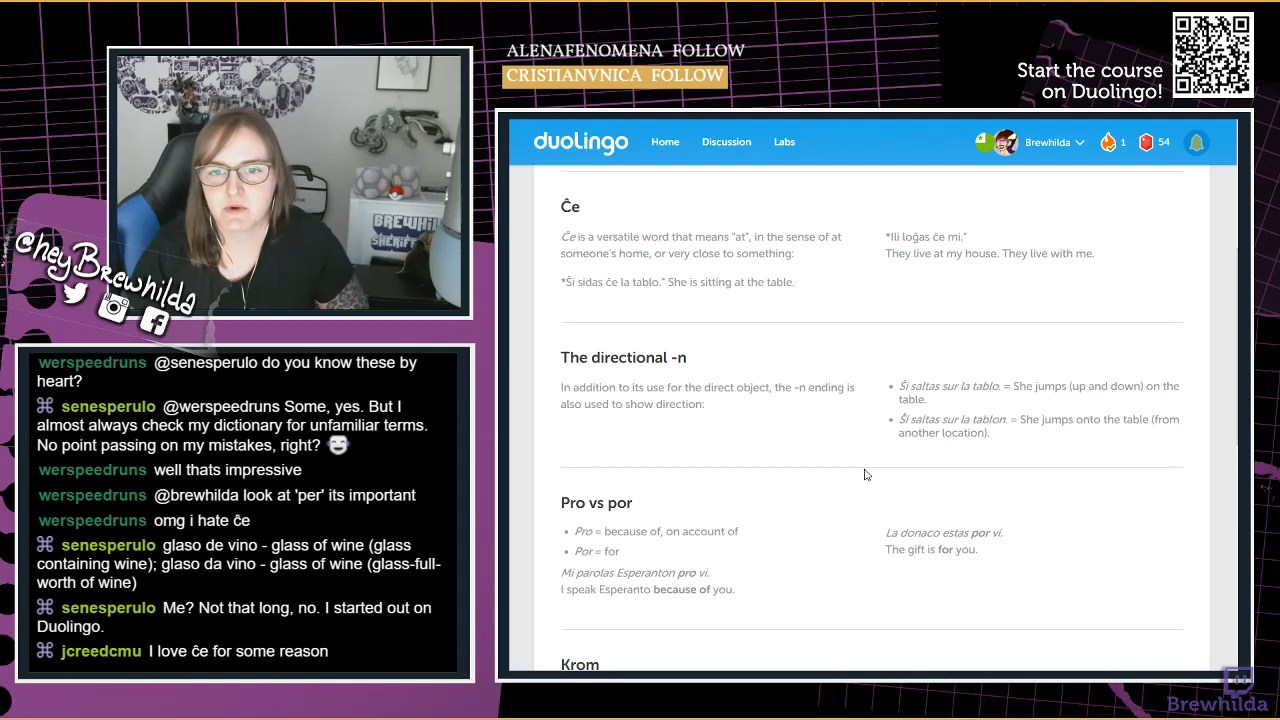 ALENAFENOMENA FOLLOW
CRISTIANVNICA FOLLOW
Start the course
on Duolingo!
@heyBrewhilda
BREWHIL
SHERIFF
duolingo
Home
Discussion
Labs
Brewhilda
1
54
Ĉe
Ĉe is a versatile word that means "at", in the sense of at
someone's home, or very close to something:
*Ŝi sidas ĉe la tablo." She is sitting at the table.
*Ili loĝas ĉe mi."
They live at my house. They live with me.
The directional -n
In addition to its use for the direct object, the -n ending is
also used to show direction:
• Ŝi saltas sur la tablo. = She jumps (up and down) on the
table.
• Ŝi saltas sur la tablon. = She jumps onto the table (from
another location).
Pro vs por
• Pro = because of, on account of
• Por = for
Mi parolas Esperanton pro vi.
I speak Esperanto because of you.
La donaco estas por vi.
The gift is for you.
Krom
werspeedruns @senesperulo do you know these by
heart?
senesperulo @werspeedruns Some, yes. But I
almost always check my dictionary for unfamiliar terms.
No point passing on my mistakes, right?
werspeedruns well thats impressive
werspeedruns @brewhilda look at 'per' its important
werspeedruns omg i hate ĉe
senesperulo glaso de vino - glass of wine (glass
containing wine); glaso da vino - glass of wine (glass-full-
worth of wine)
senesperulo Me? Not that long, no. I started out on
Duolingo.
jcreedcmu I love ĉe for some reason
Brewhilda